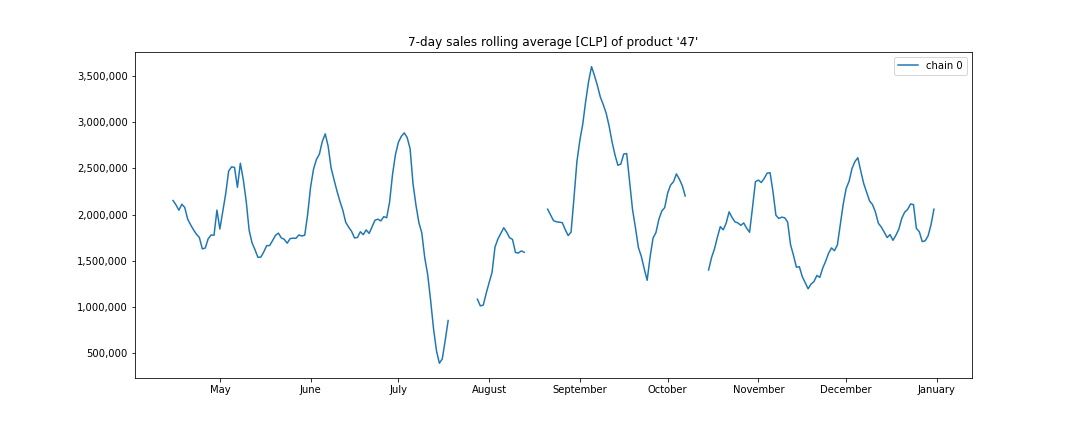 7-day sales rolling average [CLP] of product '47'
chain 0
3,500,000
3,000,000
2,500,000
2,000,000
1,500,000
1,000,000
500,000
May June July August September October November December January